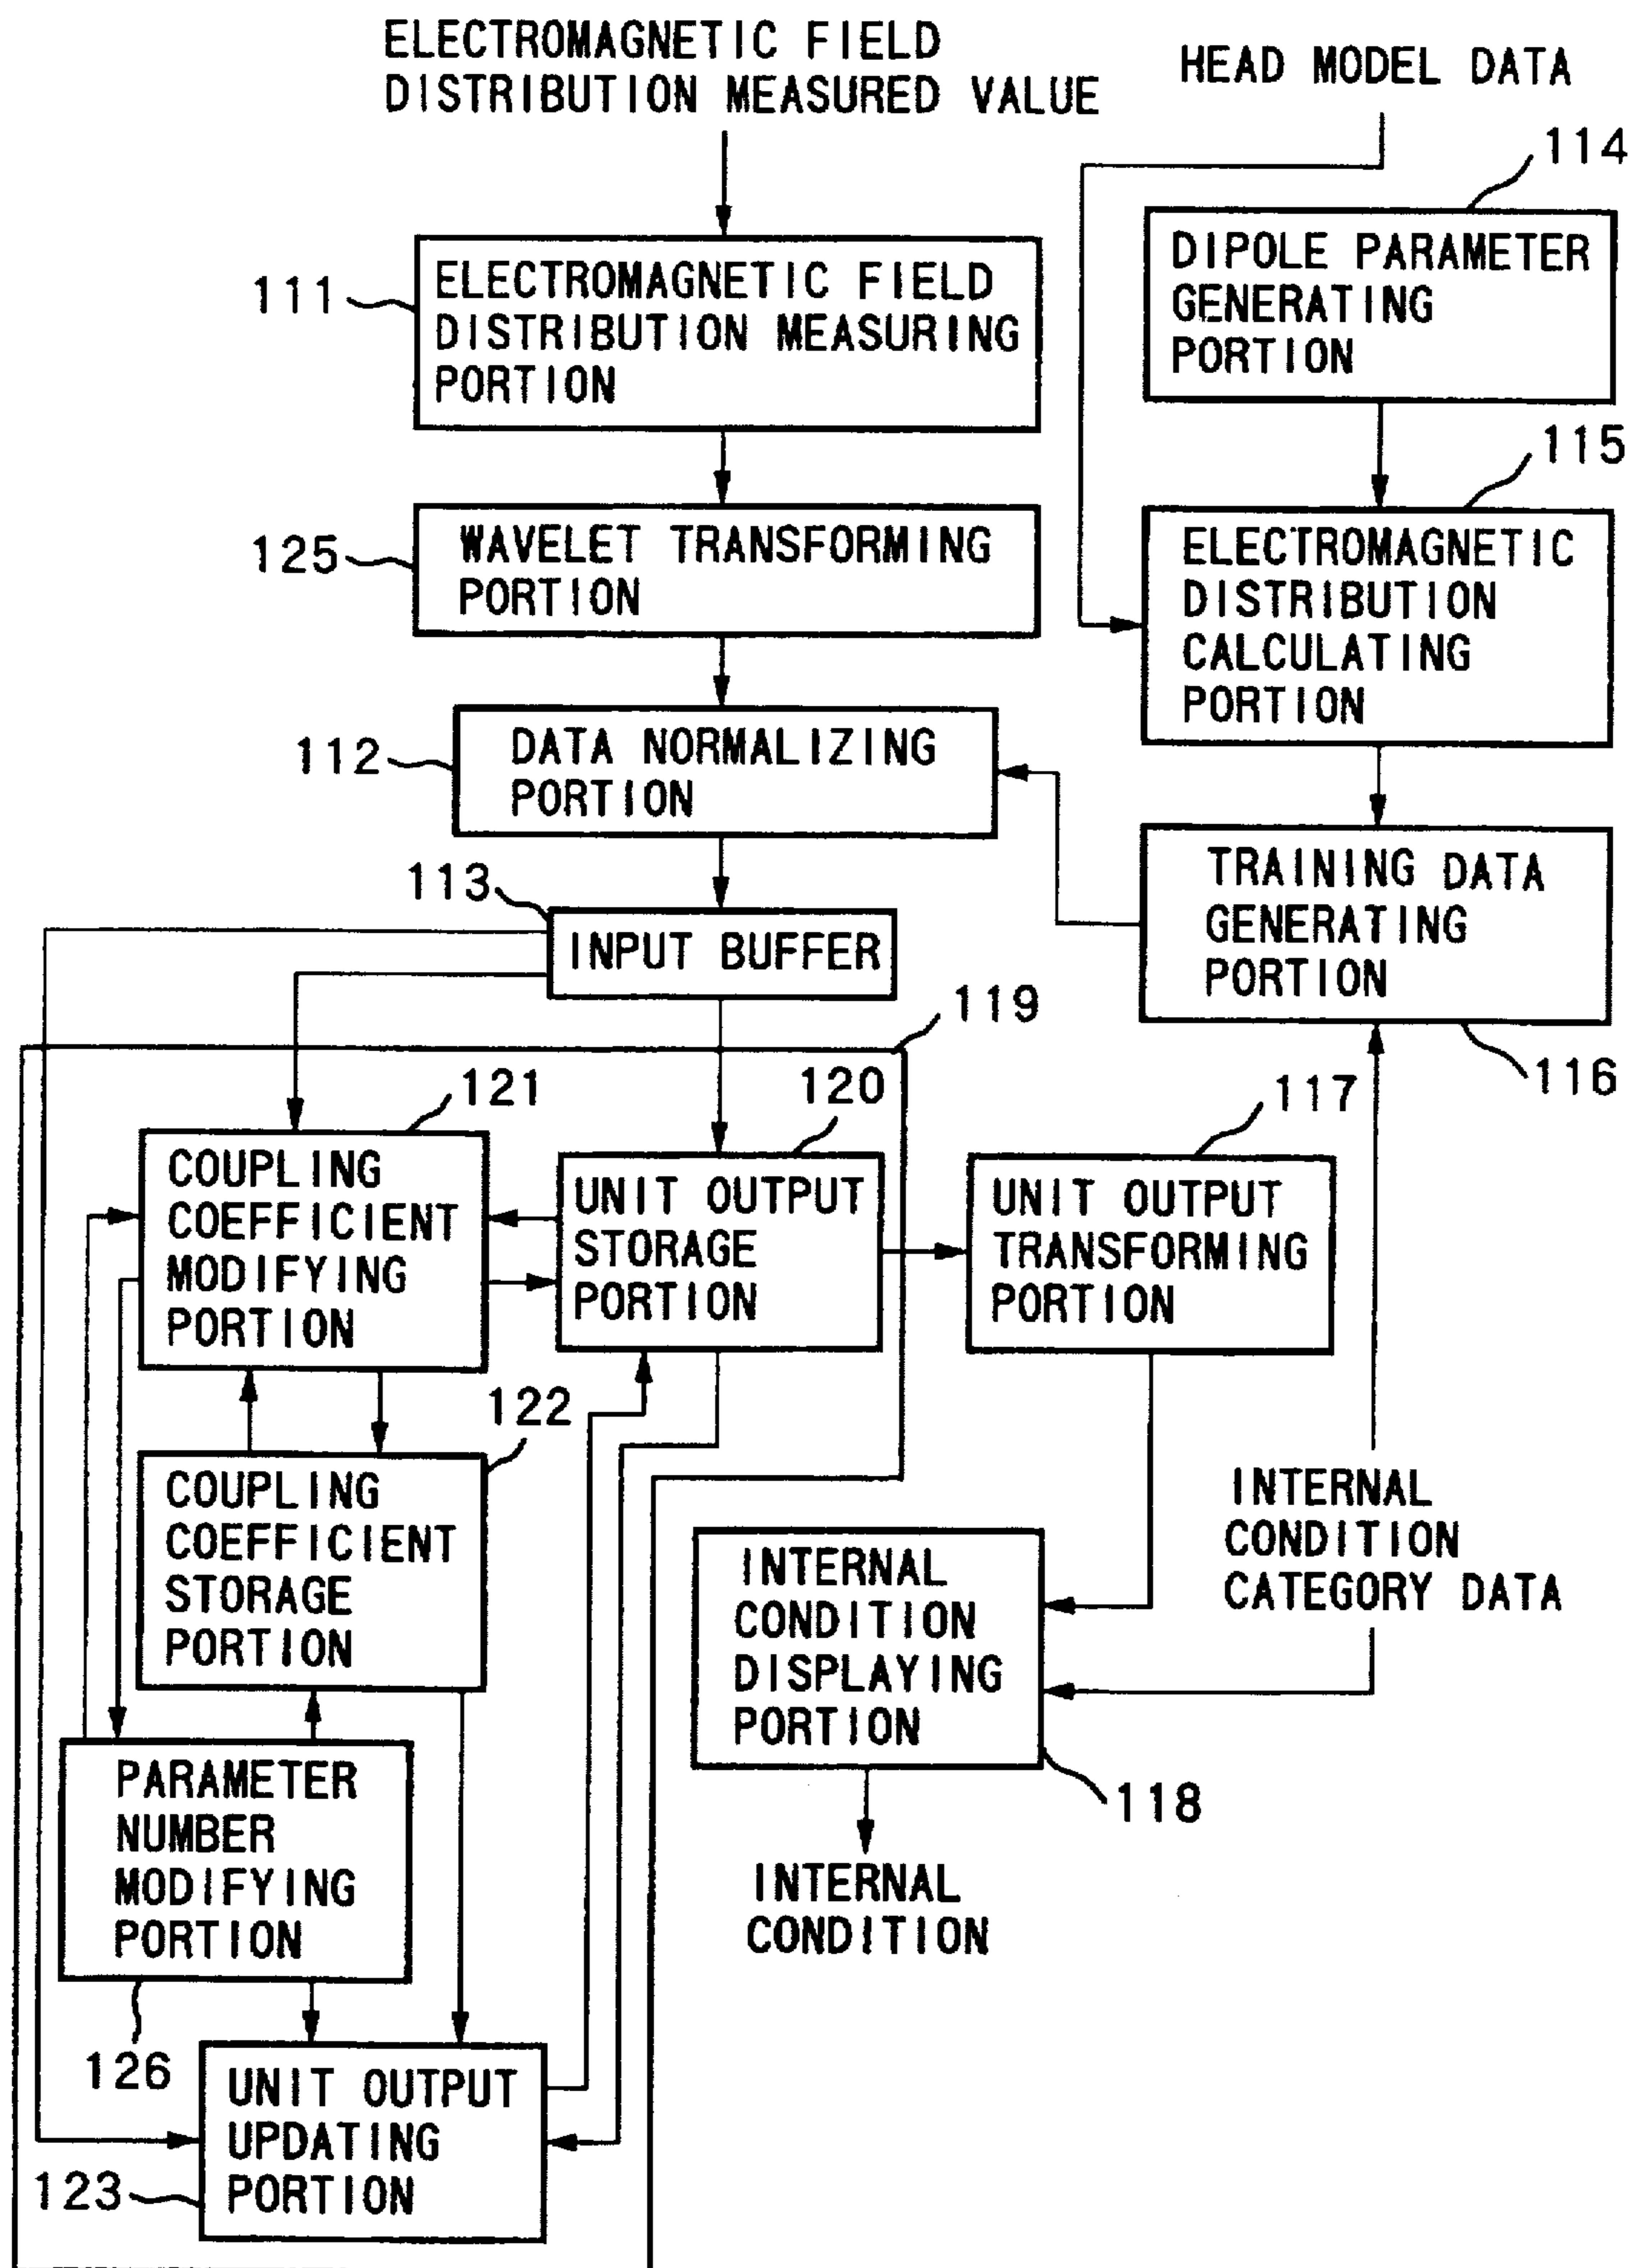 ELECTROMAGNETIC FIELD
DISTRIBUTION MEASURED VALUE
HEAD MODEL DATA
114
DIPOLE PARAMETER
GENERATING
PORTION
111
ELECTROMAGNETIC FIELD
DISTRIBUTION MEASURING
PORTION
115
ELECTROMAGNETIC
DISTRIBUTION
CALCULATING
PORTION
125
WAVELET TRANSFORMING
PORTION
112
DATA NORMALIZING
PORTION
TRAINING DATA
GENERATING
PORTION
116
113
INPUT BUFFER
119
121
COUPLING
COEFFICIENT
MODIFYING
PORTION
120
UNIT OUTPUT
STORAGE
PORTION
117
UNIT OUTPUT
TRANSFORMING
PORTION
122
COUPLING
COEFFICIENT
STORAGE
PORTION
INTERNAL
CONDITION
CATEGORY DATA
INTERNAL
CONDITION
DISPLAYING
PORTION
118
INTERNAL
CONDITION
PARAMETER
NUMBER
MODIFYING
PORTION
126
UNIT OUTPUT
UPDATING
PORTION
123